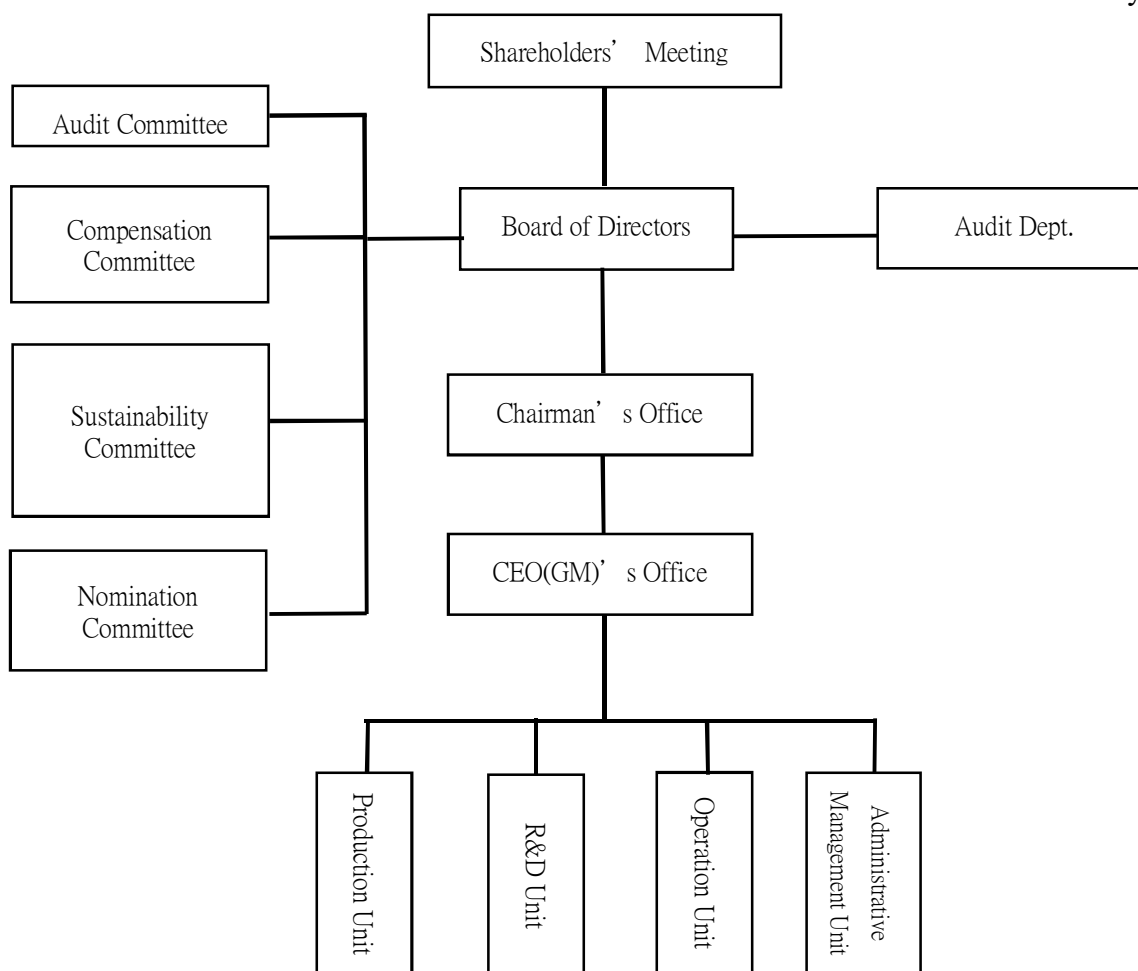 y
Shareholders’ Meeting
Audit Committee
Compensation
Committee
Board of Directors
Audit Dept.
Sustainability
Committee
Chairman’ s Office
CEO(GM)’ s Office
Nomination
Committee
Production Unit
R&D Unit
Operation Unit
Administrative
Management Unit